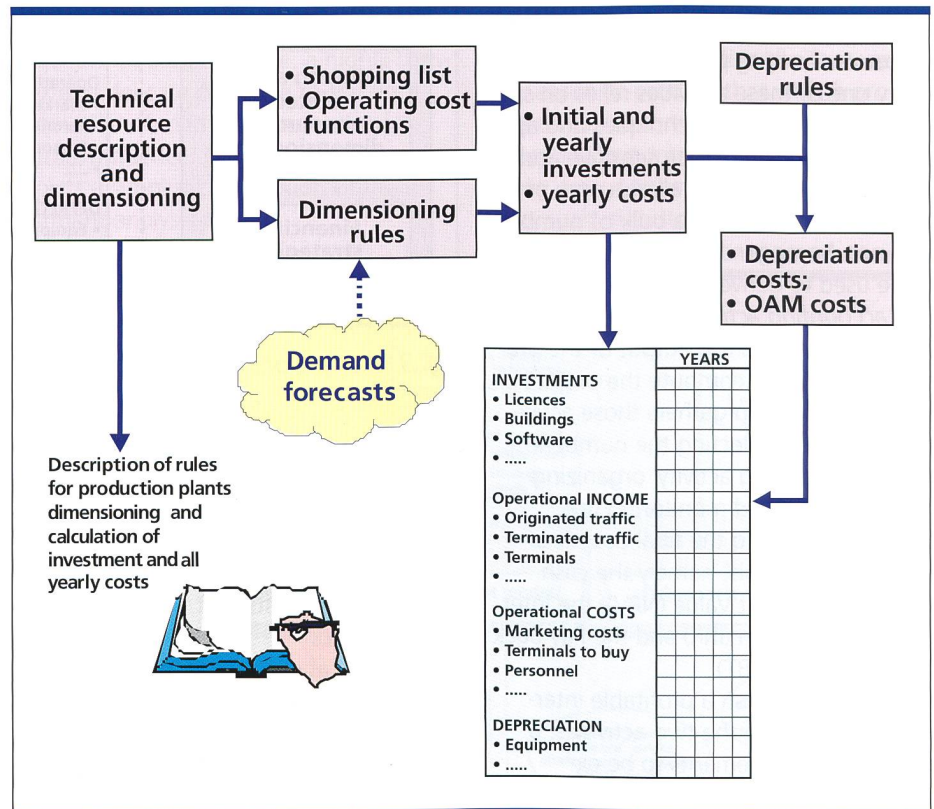 Technical
resource
description
and
dimensioning
• Shopping list
• Operating cost
functions
Dimensioning
rules
• Initial and
yearly
investments
• yearly costs
Depreciation
rules
• Depreciation
costs;
• OAM costs
Demand
forecasts
Description of rules
for production plants
dimensioning and
calculation of
investment and all
yearly costs
YEARS
INVESTMENTS
• Licences
• Buildings
• Software
• .....
Operational INCOME
• Originated traffic
• Terminated traffic
• Terminals
• .....
Operational COSTS
• Marketing costs
• Terminals to buy
• Personnel
• .....
DEPRECIATION
• Equipment
• .....